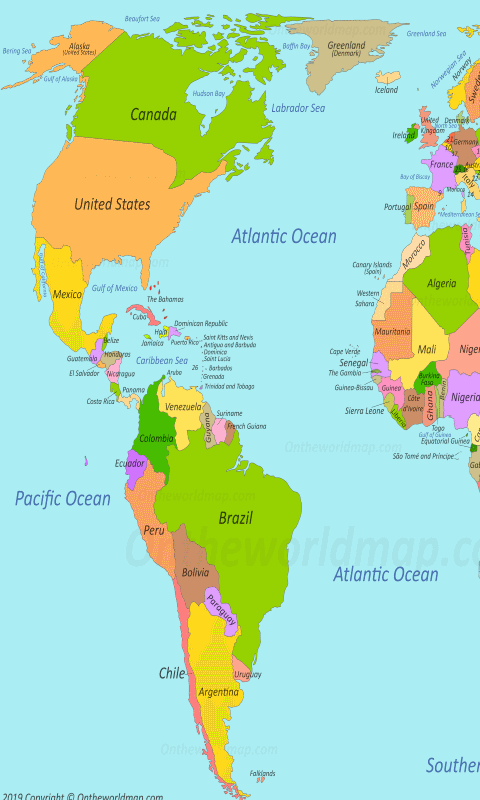 Beaufort Sea
Greenland Sea
Bering Sea
Alaska
(United States)
Baffin Bay
Greenland
(Denmark)
Norwegian Sea
Norway
Gulf of Alaska
Iceland
Hudson Bay
Labrador Sea
Canada
United
Kingdom
North Sea
Denmark
Ireland
Germany
France
Bay of Biscay
Monaco
Italy
United States
Portugal
Spain
*Mediterranean Se
Atlantic Ocean
Morocco
Tunisia
Canary Islands
(Spain)
Algeria
Mexico
Gulf of Mexico
Western
Sahara
The Bahamas
Cuba
Dominican Republic
Mauritania
Haiti
Jamaica
Puerto Rico
Saint Kitts and Nevis
Antigua and Barbuda
Dominica
Saint Lucia
Belize
Guatemala
Honduras
Caribbean Sea
26
Barbados
Grenada
El Salvador
Nicaragua
Aruba
Trinidad and Tobago
Cape Verde
Senegal
The Gambia
Guinea-Bissau
Mali
Niger
Burkina
Faso
Guinea
Sierra Leone
Liberia
Côte
d'Ivoire
Ghana
Benin
Nigeria
Togo
Gulf of Guinea
Equatorial Guinea
São Tomé and Príncipe
Costa Rica
Panama
Venezuela
Guyana
Suriname
French Guiana
Colombia
Ecuador
Ontheworldmap.com
Pacific Ocean
Peru
Brazil
Ontheworldmap.co
Bolivia
Atlantic Ocean
Paraguay
Chile
Uruguay
Argentina
Ontheworldmap.com
Falklands
Souther
2019 Copyright © Ontheworldmap.com